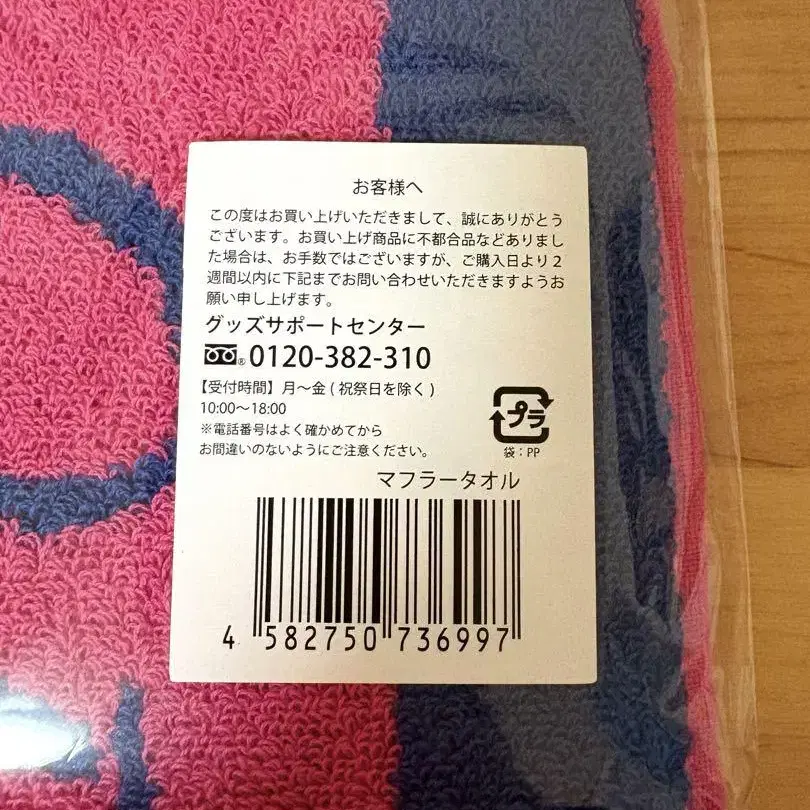 お客様へ
この度はお買い上げいただきまして、誠にありがとう
ございます。お買い上げ商品に不都合品などありまし
た場合は、お手数ではございますが、ご購入日より２
週間以内に下記までお問い合わせいただきますようお
願い申し上げます。
グッズサポートセンター
® 0120-382-310
【受付時間】月～金 ( 祝祭日を除く )
10:00～18:00
※電話番号はよく確かめてから
お間違いのないようにご注意ください。
プラ
袋：PP
マフラータオル
4 582750 736997